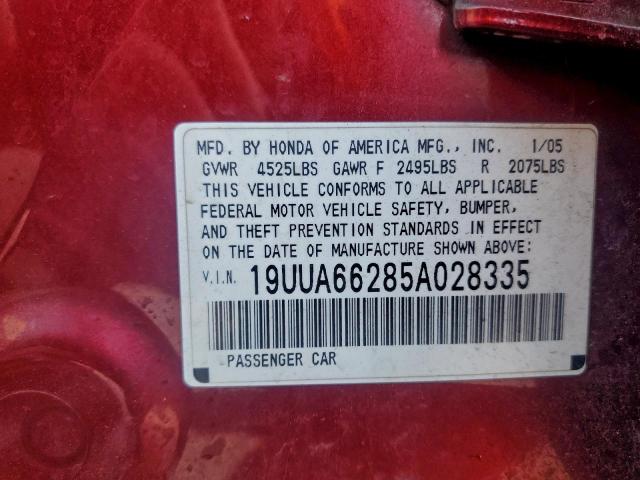 MFD. BY HONDA OF AMERICA MFG., INC. 1/05
GVWR 4525LBS GAWR F 2495LBS R 2075LBS
THIS VEHICLE CONFORMS TO ALL APPLICABLE
FEDERAL MOTOR VEHICLE SAFETY, BUMPER,
AND THEFT PREVENTION STANDARDS IN EFFECT
ON THE DATE OF MANUFACTURE SHOWN ABOVE:
V.I.N. 19UUA66285A028335
PASSENGER CAR